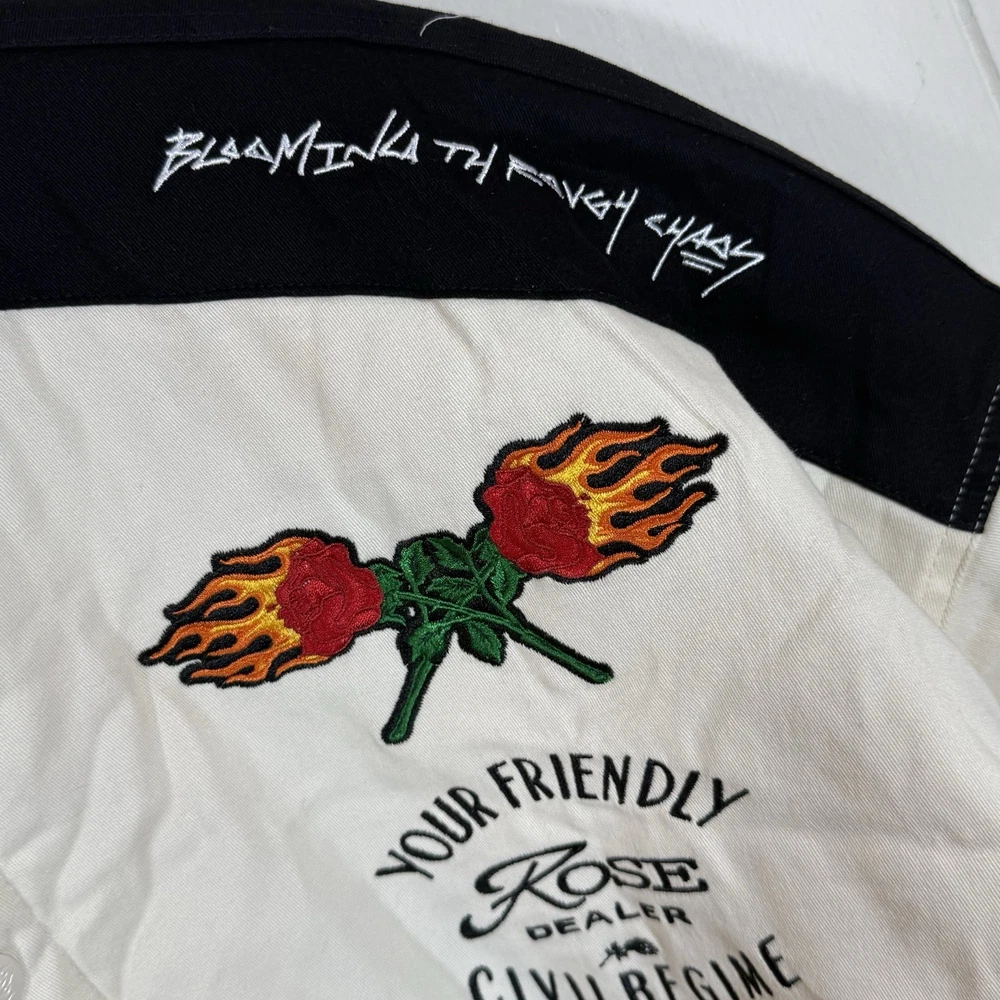 BLOOMING THROUGH CHAOS
YOUR FRIENDLY
ROSE
DEALER
CIVIL REGIME